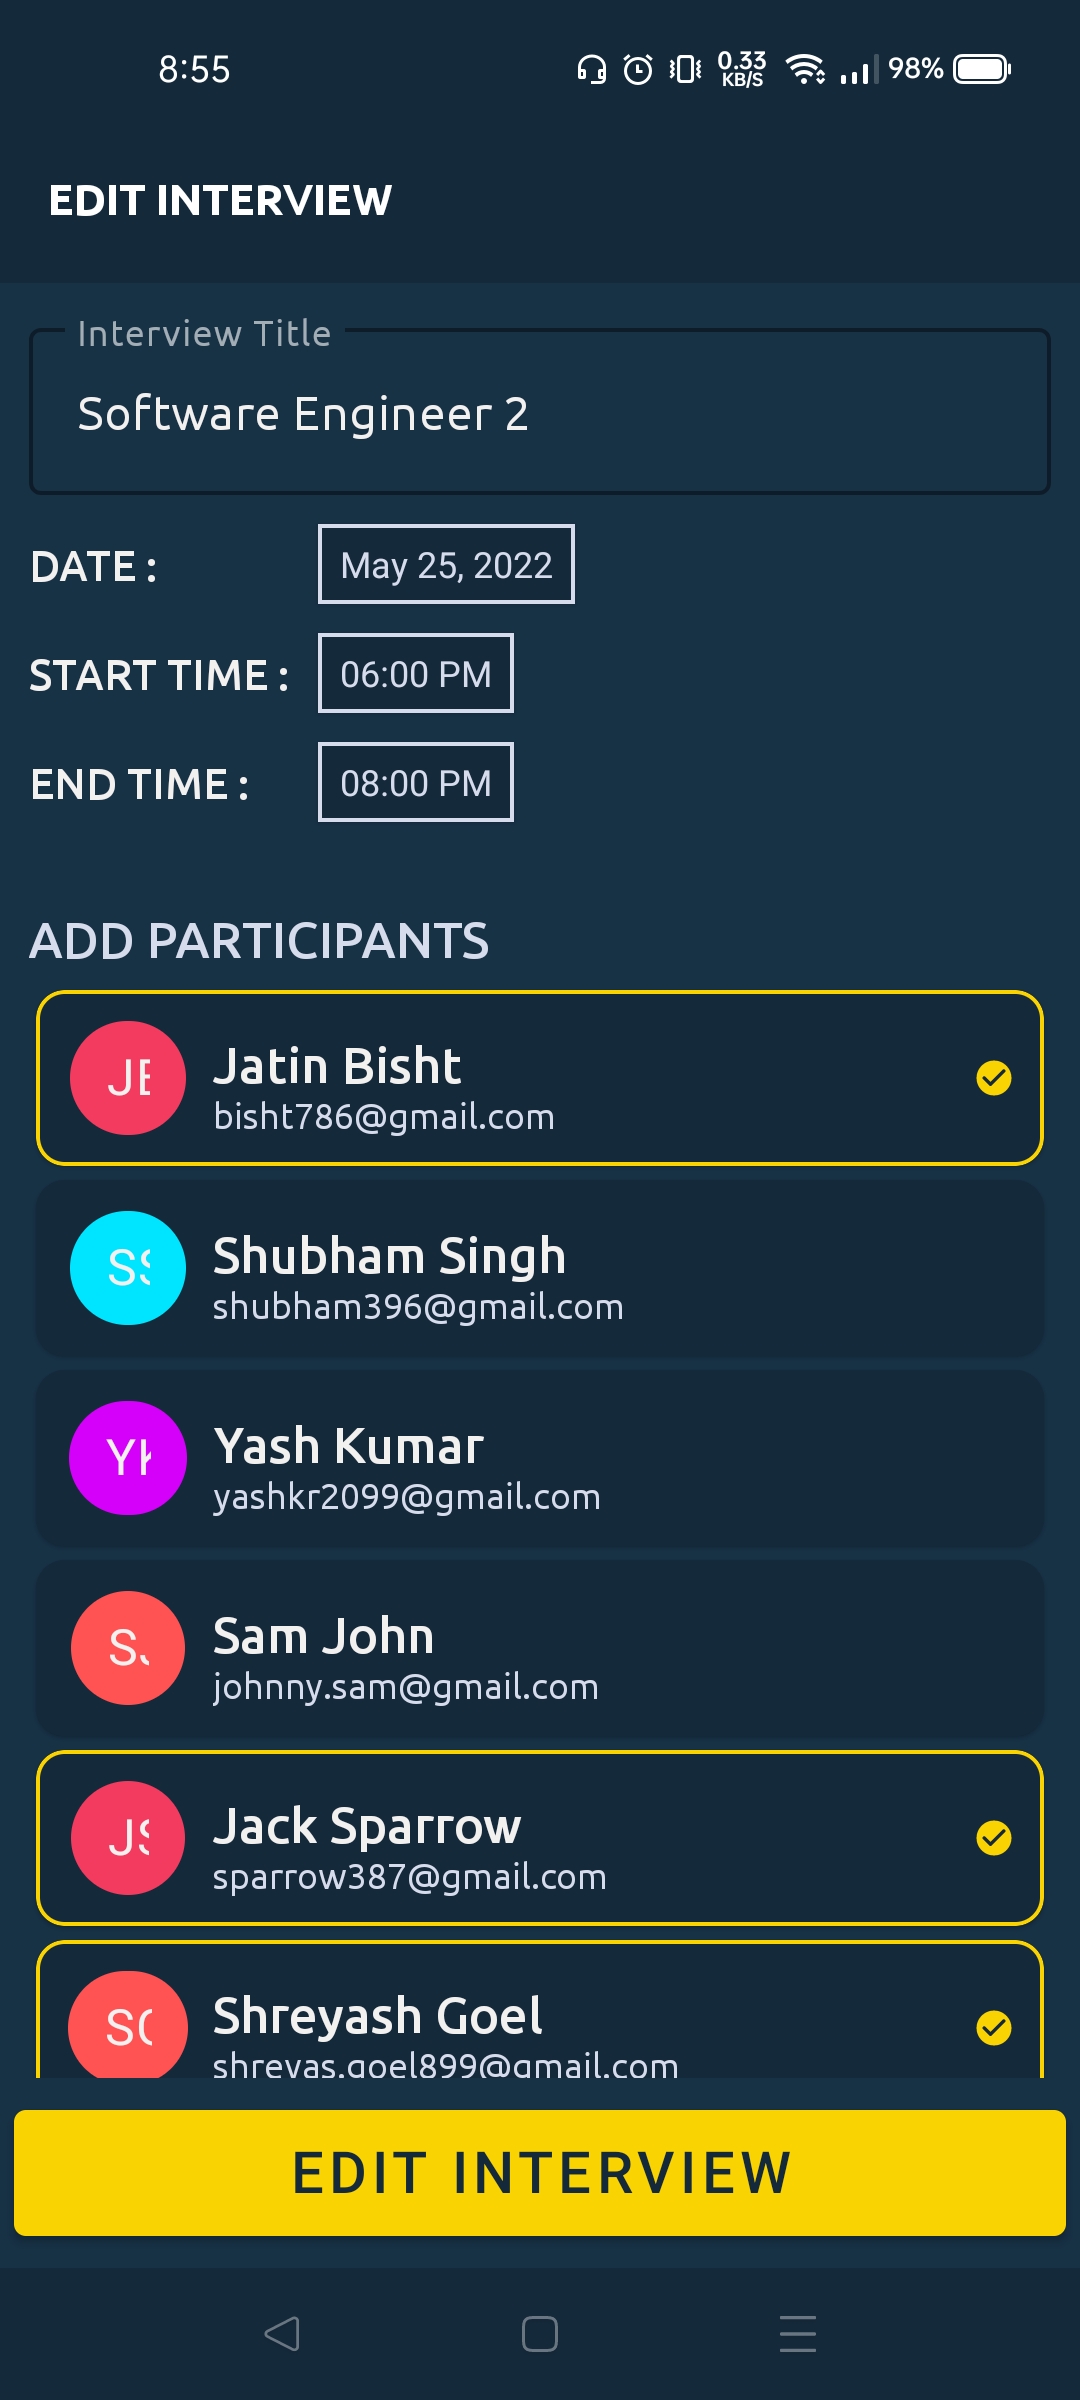 8:55 0.33 KB/S 98%
EDIT INTERVIEW
Interview Title
Software Engineer 2
DATE : May 25, 2022
START TIME : 06:00 PM
END TIME : 08:00 PM
ADD PARTICIPANTS
Jatin Bisht
bisht786@gmail.com
SS
Shubham Singh
shubham396@gmail.com
YK
Yash Kumar
yashkr2099@gmail.com
Sam John
johnny.sam@gmail.com
JS
Jack Sparrow
sparrow387@gmail.com
Shreyash Goel
shreyas.goel899@gmail.com
EDIT INTERVIEW